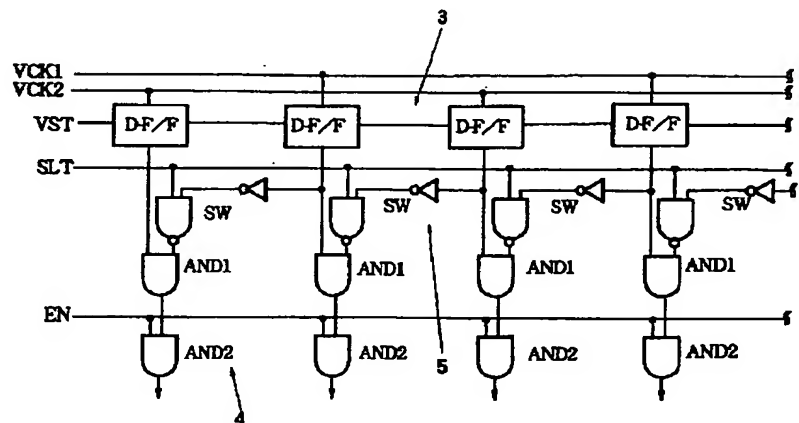 3
VCK1
VCK2
VST D-F/F D-F/F D-F/F D-F/F
SLT
SW SW SW SW
5
AND1 AND1 AND1 AND1
EN
AND2 AND2 AND2 AND2
4